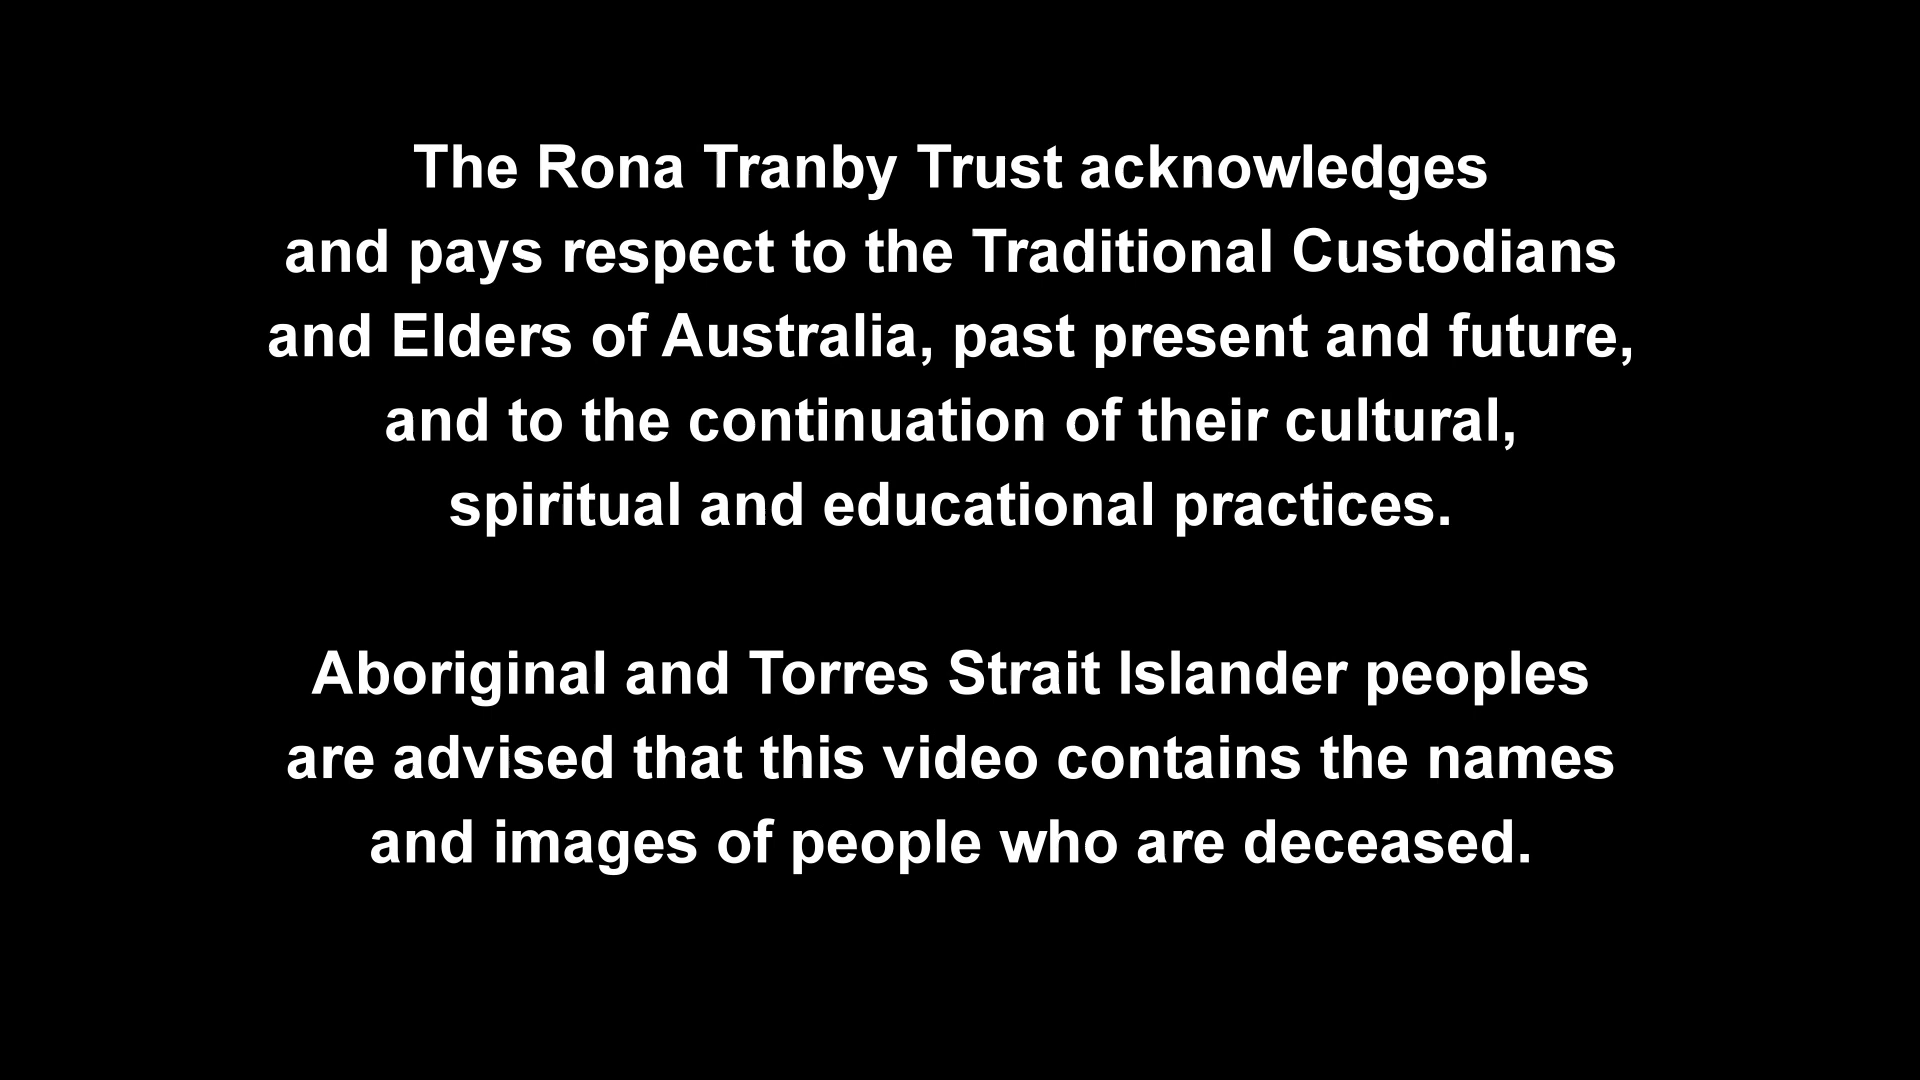 The Rona Tranby Trust acknowledges
and pays respect to the Traditional Custodians
and Elders of Australia, past present and future,
and to the continuation of their cultural,
spiritual and educational practices.
Aboriginal and Torres Strait Islander peoples
are advised that this video contains the names
and images of people who are deceased.